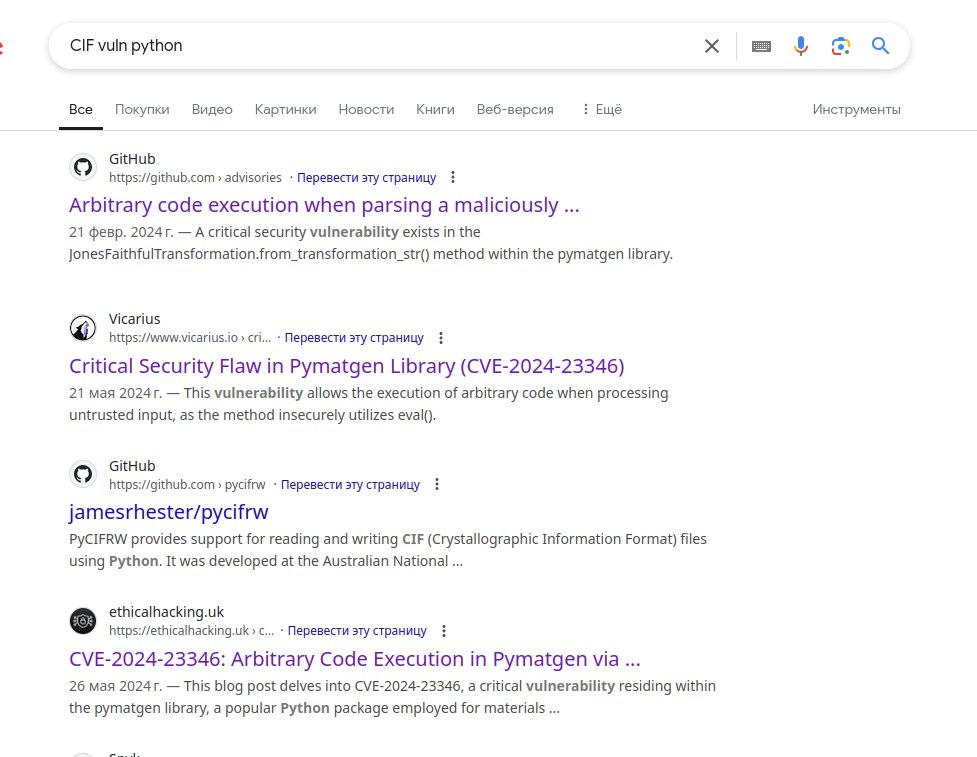 CIF vuln python
Все Покупки Видео Картинки Новости Книги Веб-версия Ещё Инструменты
GitHub
https://github.com › advisories · Перевести эту страницу
Arbitrary code execution when parsing a maliciously ...
21 февр. 2024 г. — A critical security vulnerability exists in the
JonesFaithfulTransformation.from_transformation_str() method within the pymatgen library.
Vicarius
https://www.vicarius.io › cri... · Перевести эту страницу
Critical Security Flaw in Pymatgen Library (CVE-2024-23346)
21 мая 2024 г. — This vulnerability allows the execution of arbitrary code when processing
untrusted input, as the method insecurely utilizes eval().
GitHub
https://github.com › pycifrw · Перевести эту страницу
jamesrhester/pycifrw
PyCIFRW provides support for reading and writing CIF (Crystallographic Information Format) files
using Python. It was developed at the Australian National ...
ethicalhacking.uk
https://ethicalhacking.uk › c... · Перевести эту страницу
CVE-2024-23346: Arbitrary Code Execution in Pymatgen via ...
26 мая 2024 г. — This blog post delves into CVE-2024-23346, a critical vulnerability residing within
the pymatgen library, a popular Python package employed for materials ...